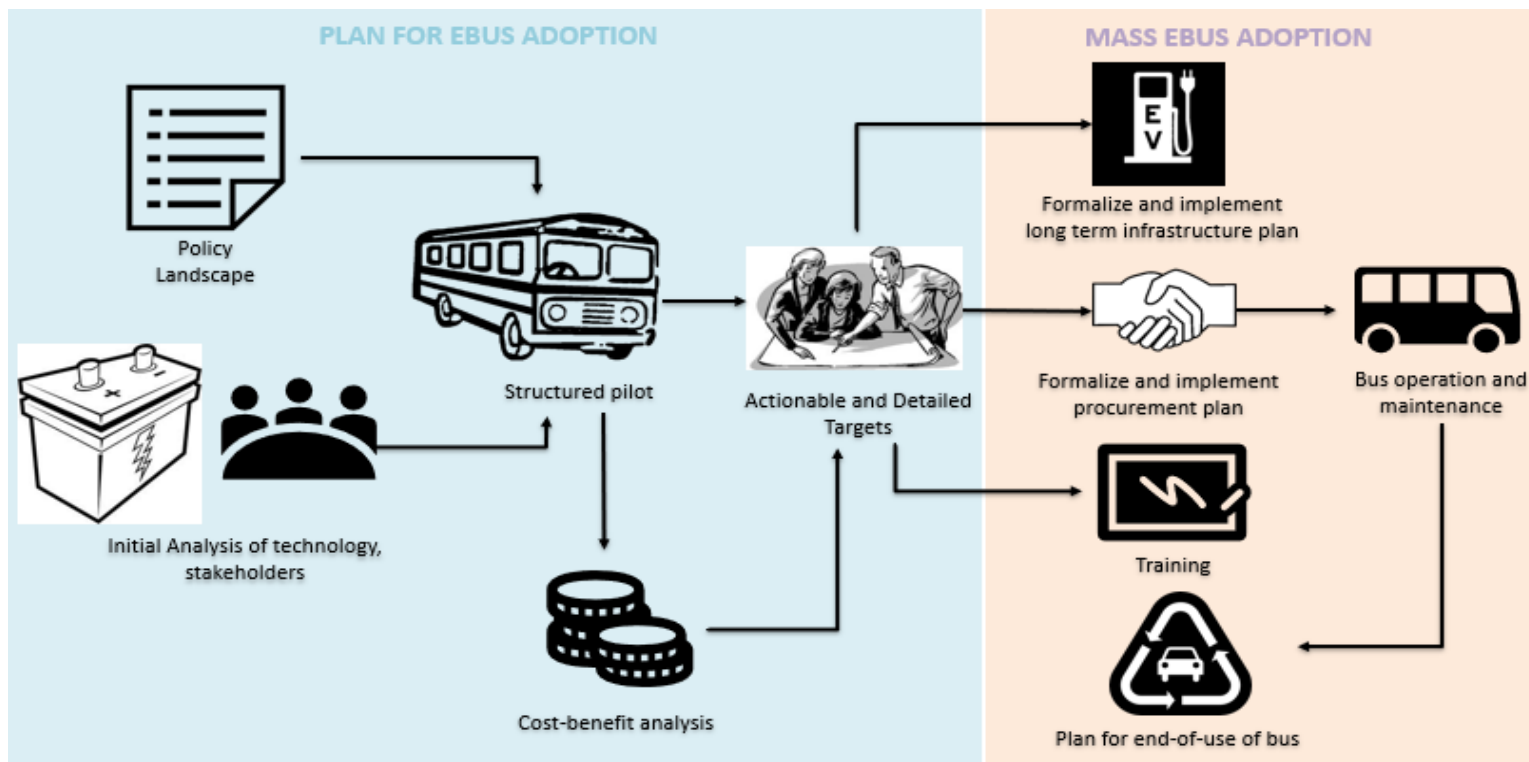 PLAN FOR EBUS ADOPTION
MASS EBUS ADOPTION
Policy
Landscape
Initial Analysis of technology,
stakeholders
+
-
Structured pilot
Cost-benefit analysis
Actionable and Detailed
Targets
E
V
Formalize and implement
long term infrastructure plan
Formalize and implement
procurement plan
Bus operation and
maintenance
Training
Plan for end-of-use of bus